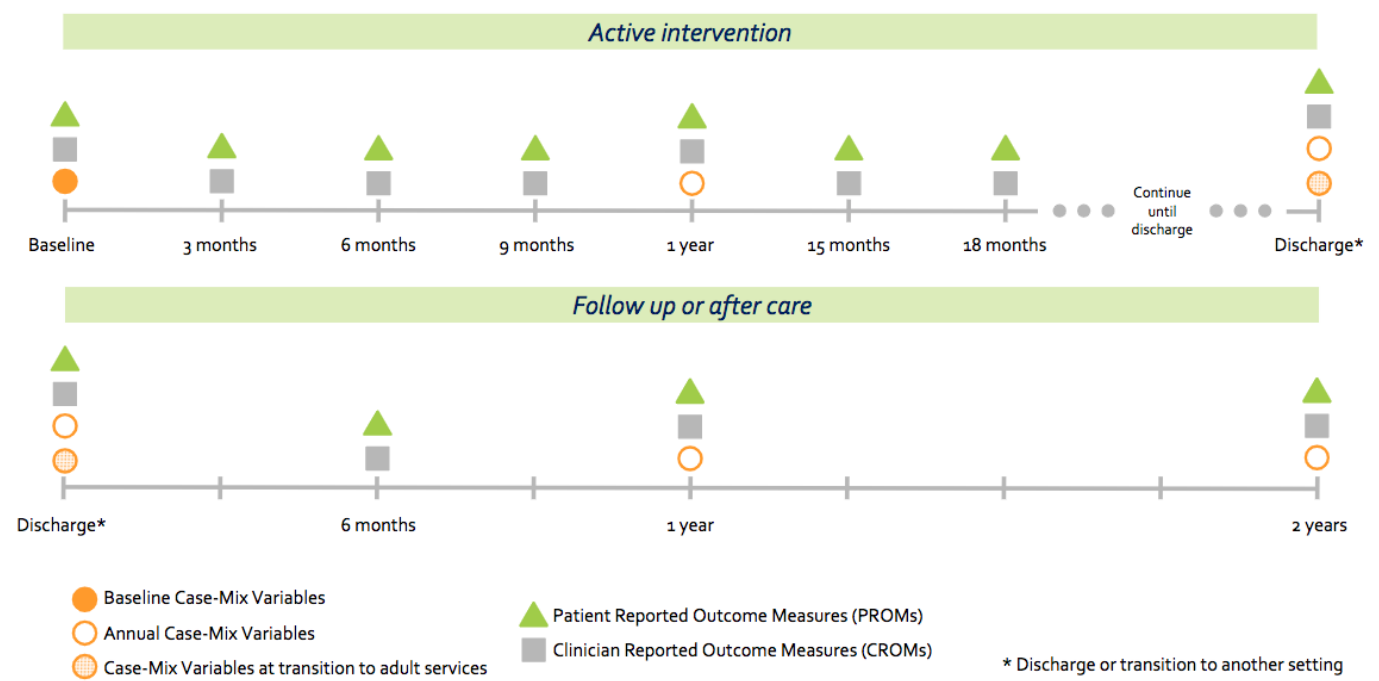 Active intervention
Continue
until
discharge
Baseline
3 months
6 months
9 months
1 year
15 months
18 months
Discharge*
Follow up or after care
Discharge*
6 months
1 year
2 years
Baseline Case-Mix Variables
Annual Case-Mix Variables
Case-Mix Variables at transition to adult services
Patient Reported Outcome Measures (PROMs)
Clinician Reported Outcome Measures (CROMs)
* Discharge or transition to another setting